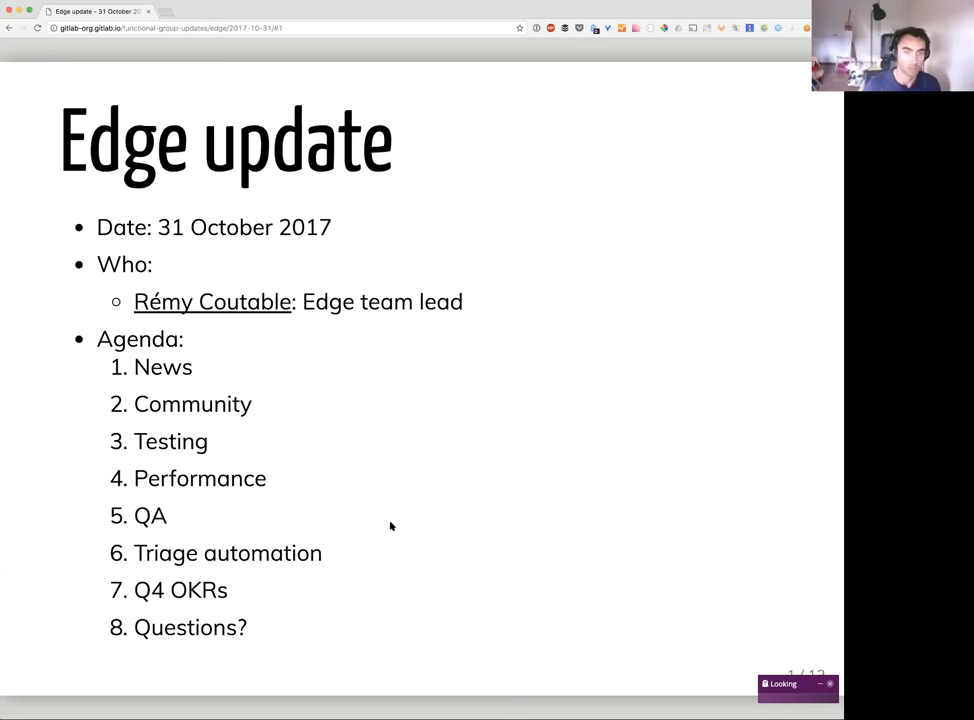 Edge update - 31 October 20
gitlab-org.gitlab.io/functional-group-updates/edge/2017-10-31/#1
Edge update
• Date: 31 October 2017
• Who:
Rémy Coutable: Edge team lead
• Agenda:
1. News
2. Community
3. Testing
4. Performance
5. QA
6. Triage automation
7. Q4 OKRs
8. Questions?
Looking